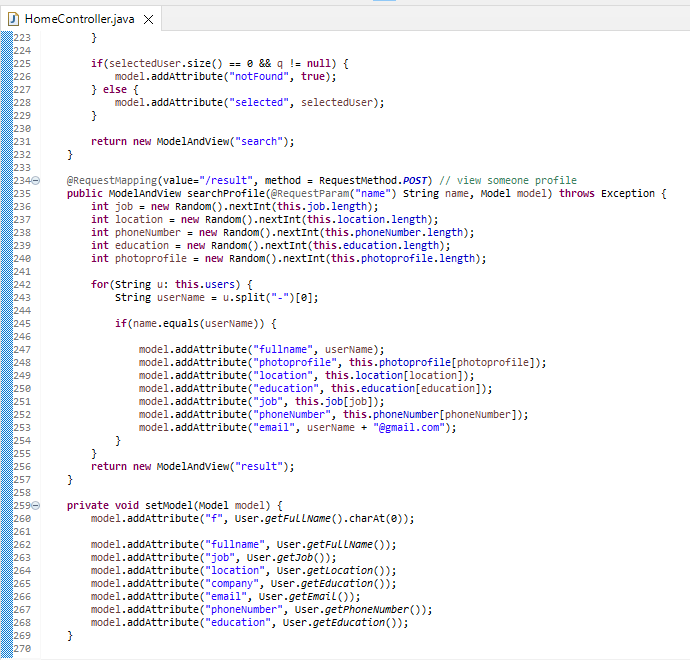 HomeController.java
223 }
224
225 if(selectedUser.size() == 0 && q != null) {
226 model.addAttribute("notFound", true);
227 } else {
228 model.addAttribute("selected", selectedUser);
229 }
230
231 return new ModelAndView("search");
232 }
233
234 @RequestMapping(value="/result", method = RequestMethod.POST) // view someone profile
235 public ModelAndView searchProfile(@RequestParam("name") String name, Model model) throws Exception {
236 int job = new Random().nextInt(this.job.length);
237 int location = new Random().nextInt(this.location.length);
238 int phoneNumber = new Random().nextInt(this.phoneNumber.length);
239 int education = new Random().nextInt(this.education.length);
240 int photoprofile = new Random().nextInt(this.photoprofile.length);
241
242 for(String u: this.users) {
243 String userName = u.split("-")[0];
244
245 if(name.equals(userName)) {
246
247 model.addAttribute("fullname", userName);
248 model.addAttribute("photoprofile", this.photoprofile[photoprofile]);
249 model.addAttribute("location", this.location[location]);
250 model.addAttribute("education", this.education[education]);
251 model.addAttribute("job", this.job[job]);
252 model.addAttribute("phoneNumber", this.phoneNumber[phoneNumber]);
253 model.addAttribute("email", userName + "@gmail.com");
254 }
255 }
256 return new ModelAndView("result");
257 }
258
259 private void setModel(Model model) {
260 model.addAttribute("f", User.getFullName().charAt(0));
261
262 model.addAttribute("fullname", User.getFullName());
263 model.addAttribute("job", User.getJob());
264 model.addAttribute("location", User.getLocation());
265 model.addAttribute("company", User.getEducation());
266 model.addAttribute("email", User.getEmail());
267 model.addAttribute("phoneNumber", User.getPhoneNumber());
268 model.addAttribute("education", User.getEducation());
269 }
270